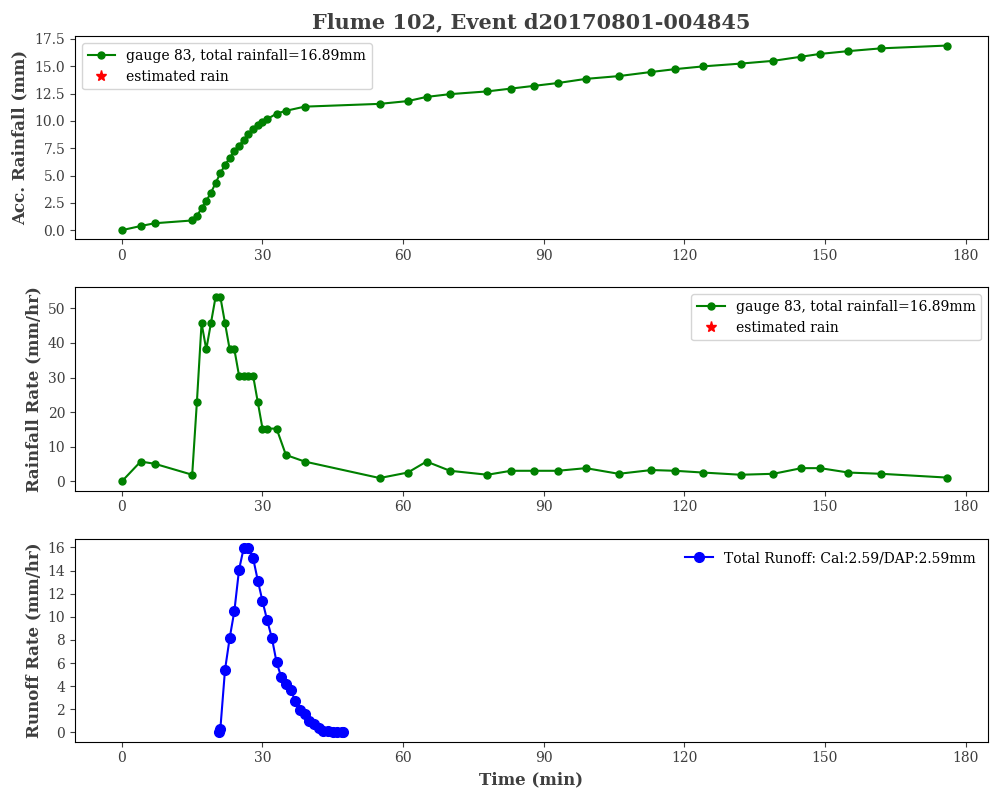 Flume 102, Event d20170801-004845
17.5
15.0
12.5
10.0
7.5
5.0
2.5
0.0
Acc. Rainfall (mm)
gauge 83, total rainfall=16.89mm
estimated rain
0 30 60 90 120 150 180
50
40
30
20
10
0
Rainfall Rate (mm/hr)
gauge 83, total rainfall=16.89mm
estimated rain
0 30 60 90 120 150 180
16
14
12
10
8
6
4
2
0
Runoff Rate (mm/hr)
Total Runoff: Cal:2.59/DAP:2.59mm
0 30 60 90 120 150 180
Time (min)